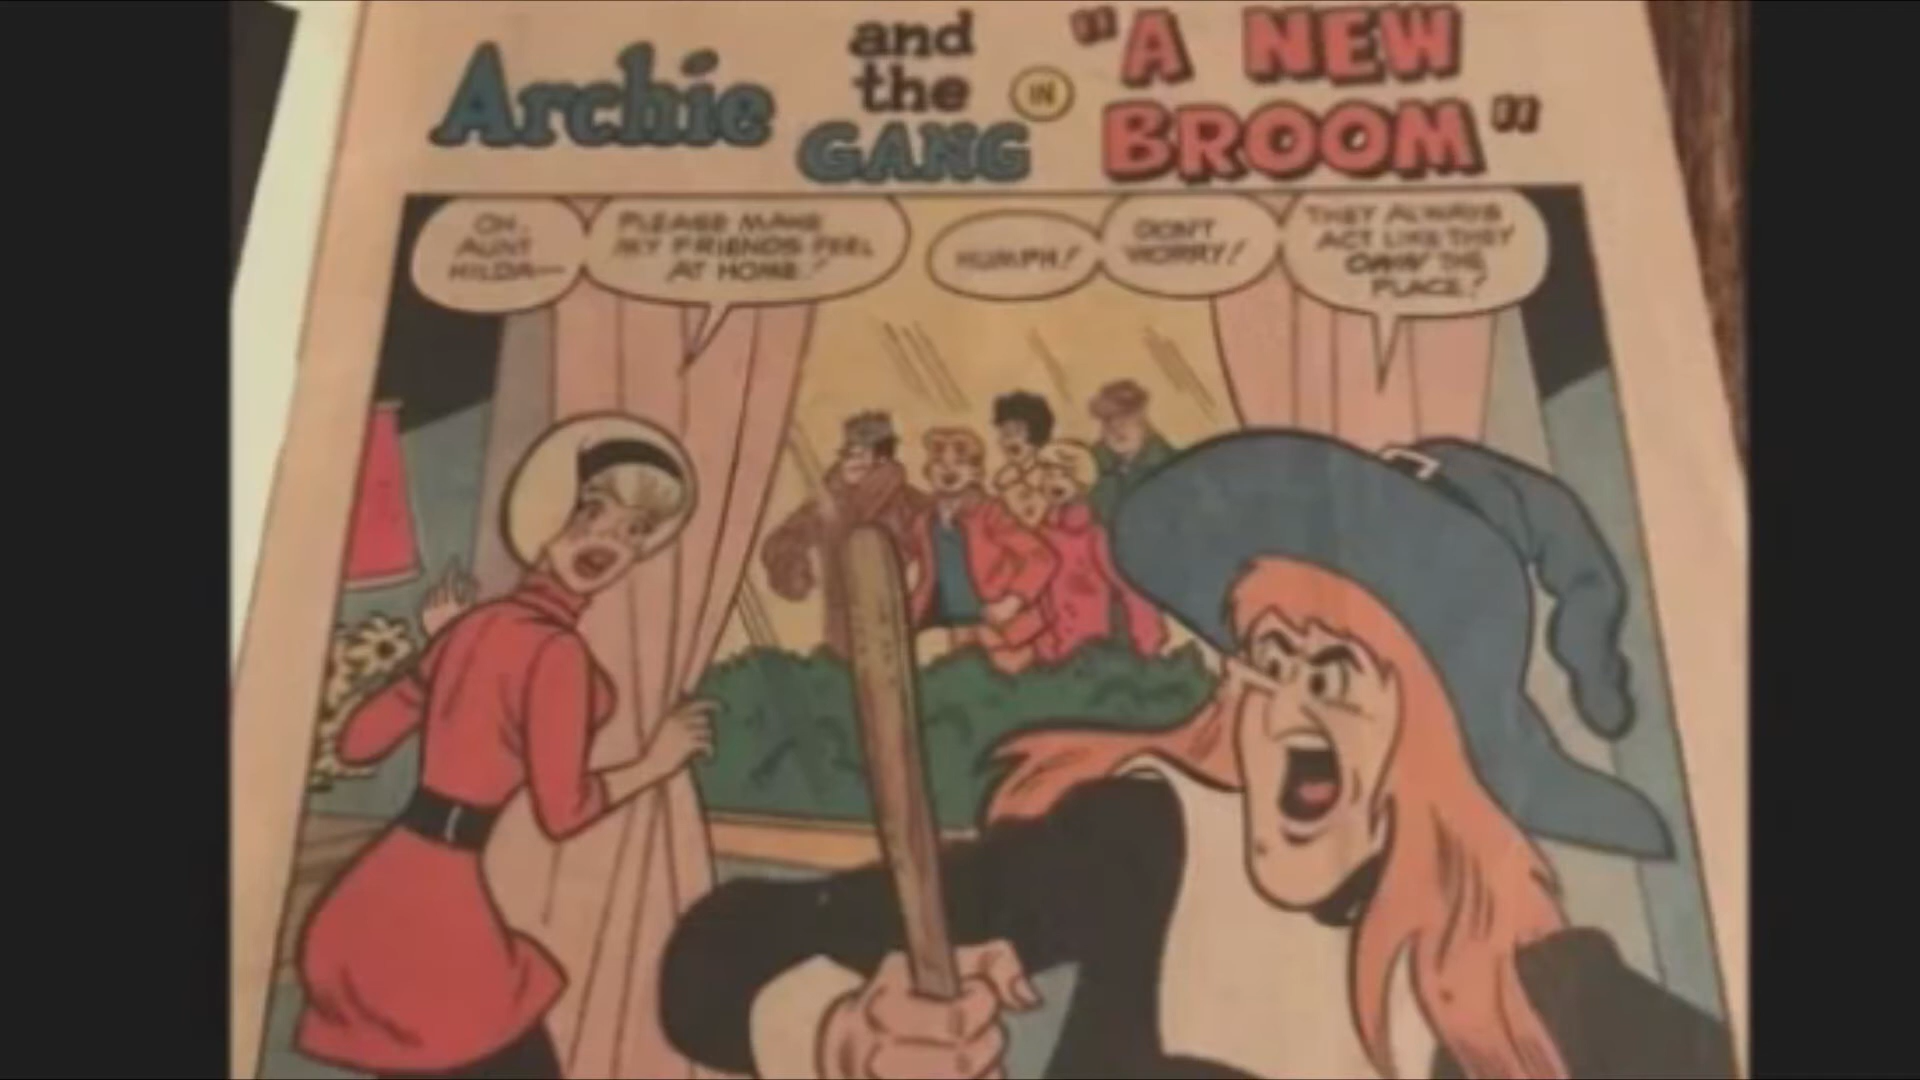 Archie
and
the
GANG
IN
"A NEW
BROOM"
OH,
AUNT
HILDA—
PLEASE MAKE
MY FRIENDS FEEL
AT HOME!
HUMPH!
DON'T
WORRY!
THEY ALWAYS
ACT LIKE THEY
OWN THE
PLACE!